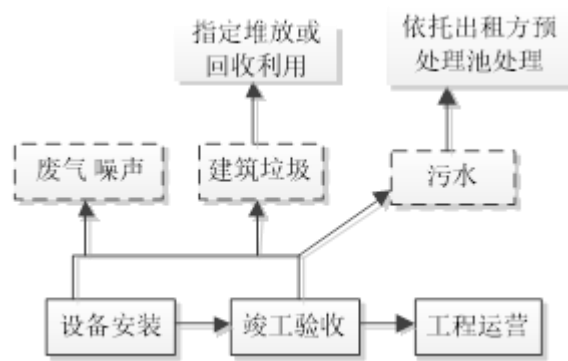 指定堆放或
回收利用
依托出租方预
处理池处理
废气 噪声
建筑垃圾
污水
设备安装
竣工验收
工程运营